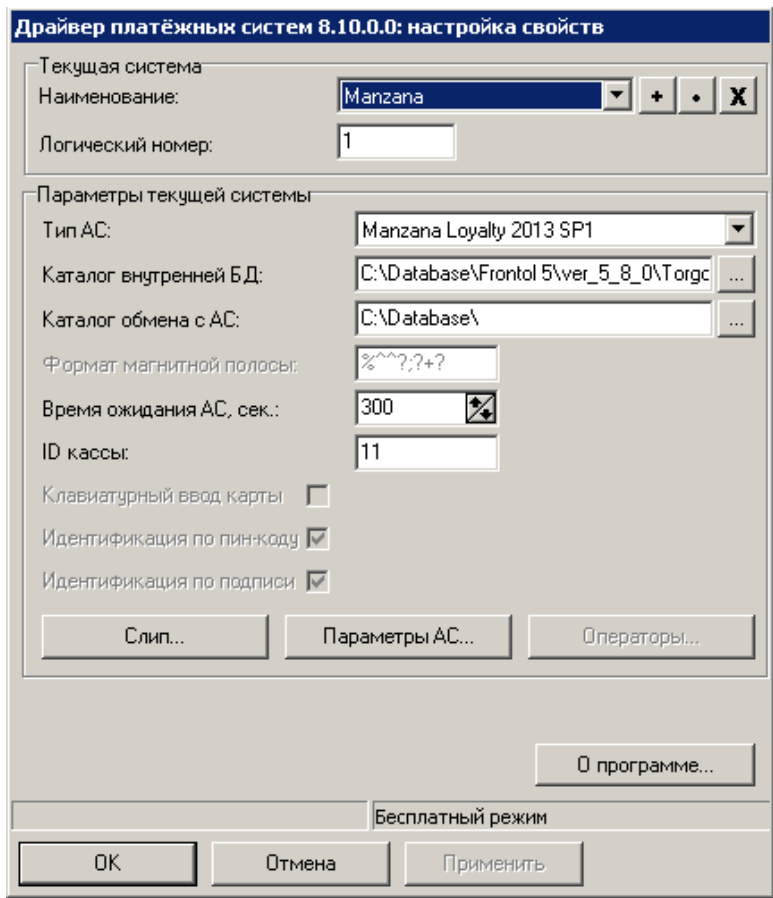 Драйвер платёжных систем 8.10.0.0: настройка свойств
Текущая система
Наименование: Manzana + • X
Логический номер: 1
Параметры текущей системы
Тип АС: Manzana Loyalty 2013 SP1
Каталог внутренней БД: C:\Database\Frontol 5\ver_5_8_0\Torgo ...
Каталог обмена с АС: C:\Database\ ...
Формат магнитной полосы: %^^?;?+?
Время ожидания АС, сек.: 300
ID кассы: 11
Клавиатурный ввод карты
Идентификация по пин-коду
Идентификация по подписи
Слип... Параметры АС... Операторы...
О программе...
Бесплатный режим
OK Отмена Применить